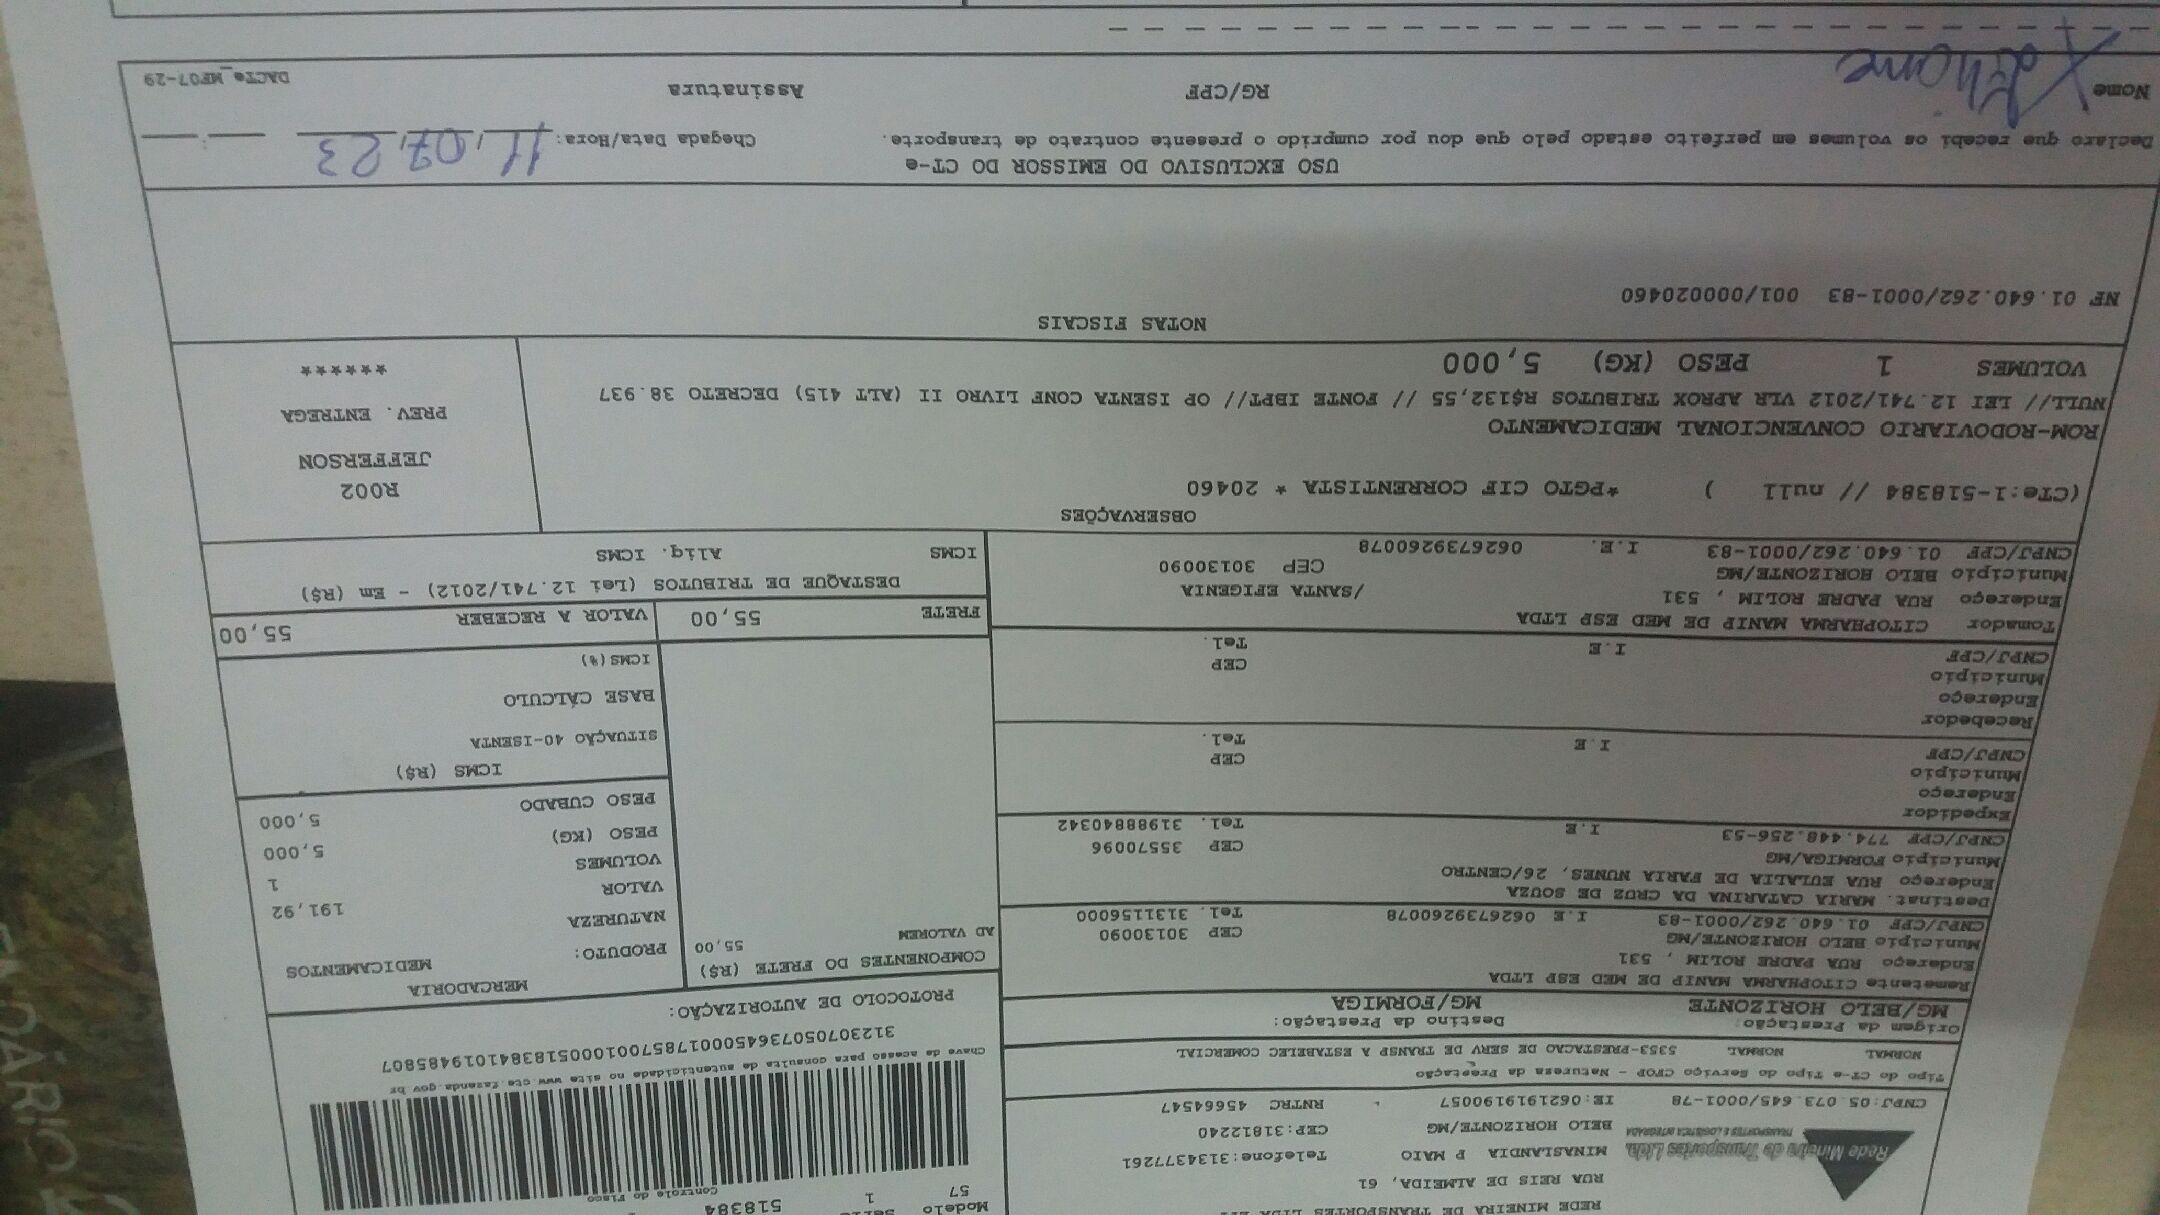 REDE MINEIRA DE TRANSPORTES LTDA
RUA REIS DE ALMEIDA, 61
MINASLANDIA P MAIO Telefone:3134377261
BELO HORIZONTE/MG CEP:31812240
CNPJ:05.073.645/0001-78 IE:0621919190057 RNTRC 45664547
Rede Mineira de Transportes Ltda.
TRANSPORTES E LOGÍSTICA INTEGRADA
Modelo 57
Serie 1
518384
Controle do Fisco
Chave de acesso para consulta de autenticidade no site www.cte.fazenda.gov.br
31230705073645000178570010005183841019485807
PROTOCOLO DE AUTORIZAÇÃO:
Tipo do CT-e Tipo do Serviço CFOP - Natureza da Prestação
NORMAL NORMAL 5353-PRESTACAO DE SERV DE TRANSP A ESTABELEC COMERCIAL
Origem da Prestação: Destino da Prestação:
MG/BELO HORIZONTE MG/FORMIGA
Remetente CITOPHARMA MANIP DE MED ESP LTDA
Endereço RUA PADRE ROLIM , 531
Município BELO HORIZONTE/MG CEP 30130090
CNPJ/CPF 01.640.262/0001-83 I.E 0626739260078 Tel. 3131156000
Destinat. MARIA CATARINA DA CRUZ DE SOUZA
Endereço RUA EULALIA DE FARIA NUNES, 26/CENTRO
Município FORMIGA/MG CEP 35570096
CNPJ/CPF 774.448.256-53 I.E Tel. 31988840342
Expedidor
Endereço
Município CEP
CNPJ/CPF I.E Tel.
Recebedor
Endereço
Município CEP
CNPJ/CPF I.E Tel.
Tomador CITOPHARMA MANIP DE MED ESP LTDA
Endereço RUA PADRE ROLIM , 531 /SANTA EFIGENIA
Município BELO HORIZONTE/MG CEP 30130090
CNPJ/CPF 01.640.262/0001-83 I.E. 0626739260078
COMPONENTES DO FRETE (R$)
AD VALOREM 55,00
MERCADORIA
PRODUTO: MEDICAMENTOS
NATUREZA
VALOR 191,92
VOLUMES 1
PESO (KG) 5,000
PESO CUBADO 5,000
ICMS (R$)
SITUAÇÃO 40-ISENTA
BASE CÁLCULO
ICMS(%)
FRETE 55,00 VALOR A RECEBER 55,00
DESTAQUE DE TRIBUTOS (Lei 12.741/2012) - Em (R$)
ICMS Aliq. ICMS
OBSERVAÇÕES
(CTe:1-518384 // null ) *PGTO CIF CORRENTISTA * 20460
ROM-RODOVIARIO CONVENCIONAL MEDICAMENTO
NULL// LEI 12.741/2012 VLR APROX TRIBUTOS R$132,55 // FONTE IBPT// OP ISENTA CONF LIVRO II (ALT 415) DECRETO 38.937
VOLUMES 1 PESO (KG) 5,000
R002
JEFFERSON
PREV. ENTREGA
*******
NOTAS FISCAIS
NF 01.640.262/0001-83 001/000020460
USO EXCLUSIVO DO EMISSOR DO CT-e
Declaro que recebi os volumes em perfeito estado pelo que dou por cumprido o presente contrato de transporte. Chegada Data/Hora: 11,07,23 :
Nome RG/CPF Assinatura DACTe_MF07-29